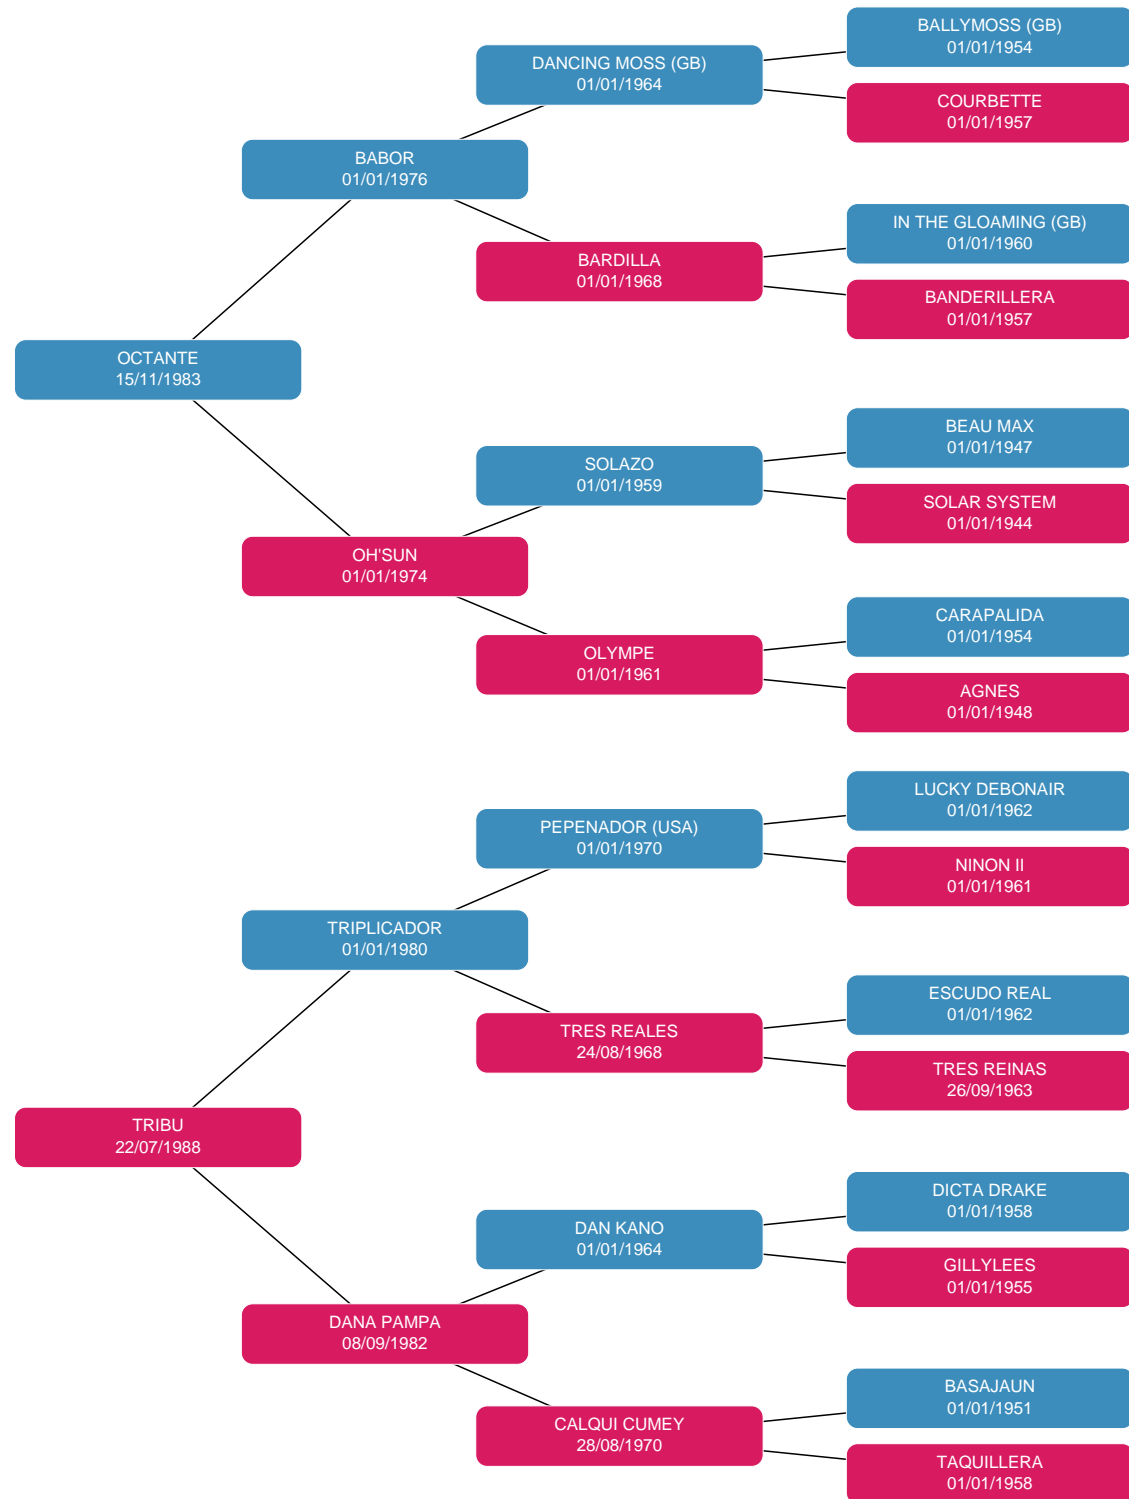 BALLYMOSS (GB)
01/01/1954
DANCING MOSS (GB)
01/01/1964
COURBETTE
01/01/1957
BABOR
01/01/1976
IN THE GLOAMING (GB)
01/01/1960
BARDILLA
01/01/1968
BANDERILLERA
01/01/1957
OCTANTE
15/11/1983
BEAU MAX
01/01/1947
SOLAZO
01/01/1959
SOLAR SYSTEM
01/01/1944
OH'SUN
01/01/1974
CARAPALIDA
01/01/1954
OLYMPE
01/01/1961
AGNES
01/01/1948
LUCKY DEBONAIR
01/01/1962
PEPENADOR (USA)
01/01/1970
NINON II
01/01/1961
TRIPLICADOR
01/01/1980
ESCUDO REAL
01/01/1962
TRES REALES
24/08/1968
TRES REINAS
26/09/1963
TRIBU
22/07/1988
DICTA DRAKE
01/01/1958
DAN KANO
01/01/1964
GILLYLEES
01/01/1955
DANA PAMPA
08/09/1982
BASAJAUN
01/01/1951
CALQUI CUMEY
28/08/1970
TAQUILLERA
01/01/1958